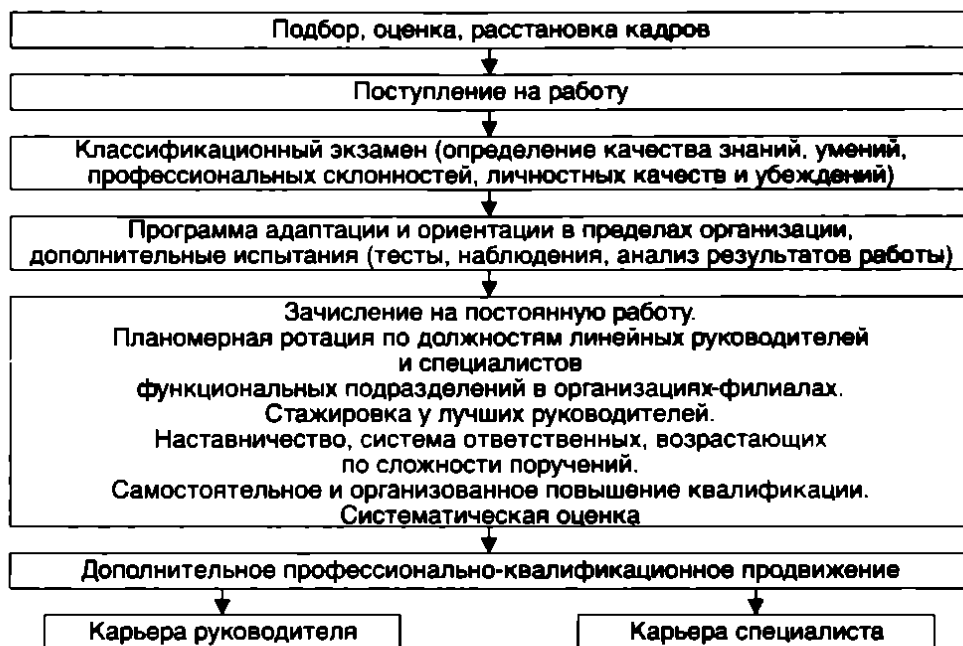 Подбор, оценка, расстановка кадров
Поступление на работу
Классификационный экзамен (определение качества знаний, умений,
профессиональных склонностей, личностных качеств и убеждений)
Программа адаптации и ориентации в пределах организации,
дополнительные испытания (тесты, наблюдения, анализ результатов работы)
Зачисление на постоянную работу.
Планомерная ротация по должностям линейных руководителей
и специалистов
функциональных подразделений в организациях-филиалах.
Стажировка у лучших руководителей.
Наставничество, система ответственных, возрастающих
по сложности поручений.
Самостоятельное и организованное повышение квалификации.
Систематическая оценка
Дополнительное профессионально-квалификационное продвижение
Карьера руководителя
Карьера специалиста